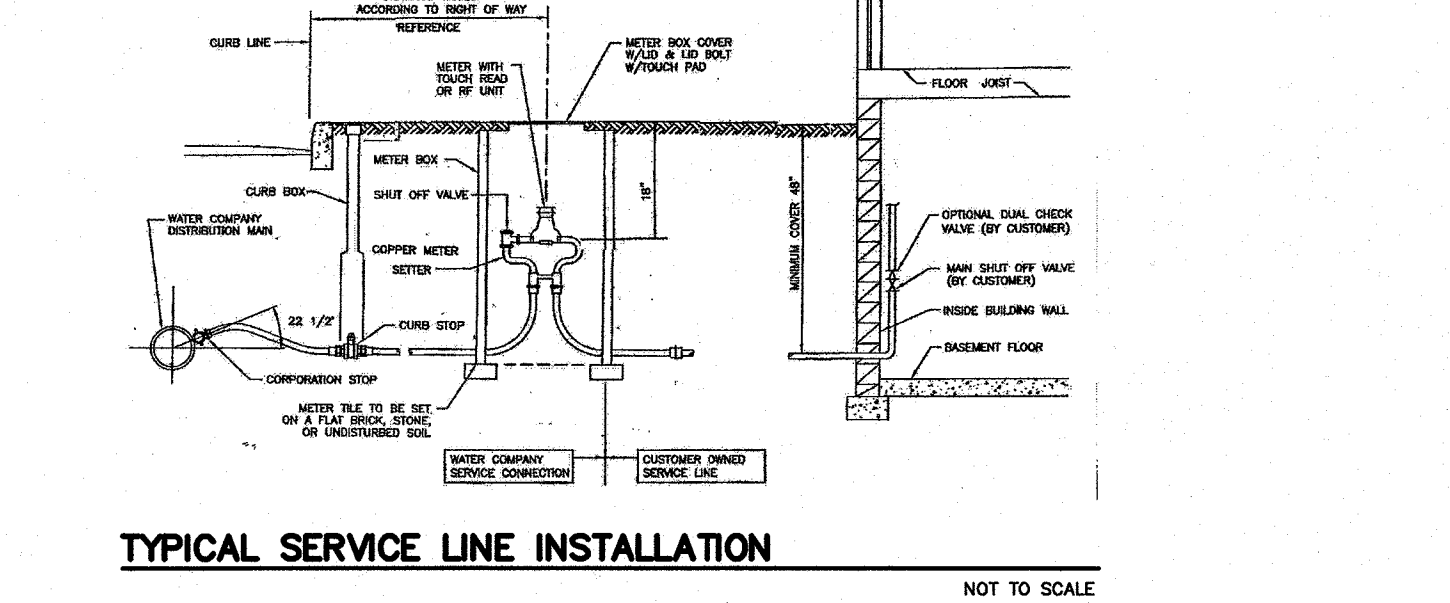 ACCORDING TO RIGHT OF WAY
REFERENCE
CURB LINE
METER BOX COVER
W/LID & LID BOLT
W/TOUCH PAD
METER WITH
TOUCH READ
OR RF UNIT
FLOOR JOIST
METER BOX
SHUT OFF VALVE
CURB BOX
18"
MINIMUM COVER 48"
WATER COMPANY
DISTRIBUTION MAIN
OPTIONAL DUAL CHECK
VALVE (BY CUSTOMER)
COPPER METER
SETTER
MAIN SHUT OFF VALVE
(BY CUSTOMER)
INSIDE BUILDING WALL
22 1/2°
CURB STOP
BASEMENT FLOOR
CORPORATION STOP
METER TILE TO BE SET
ON A FLAT BRICK, STONE,
OR UNDISTURBED SOIL
WATER COMPANY
SERVICE CONNECTION
CUSTOMER OWNED
SERVICE LINE
TYPICAL SERVICE LINE INSTALLATION
NOT TO SCALE